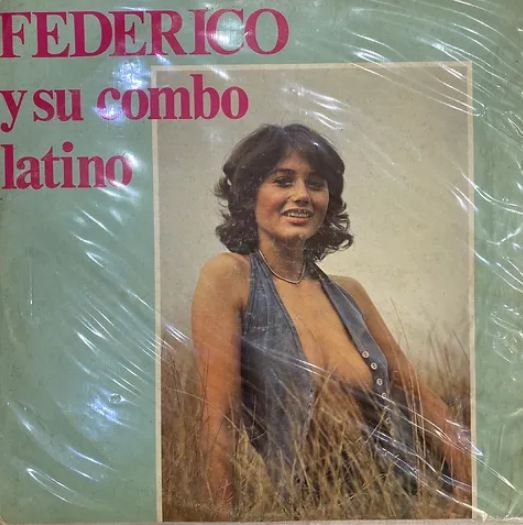 FEDERICO
y su combo
latino